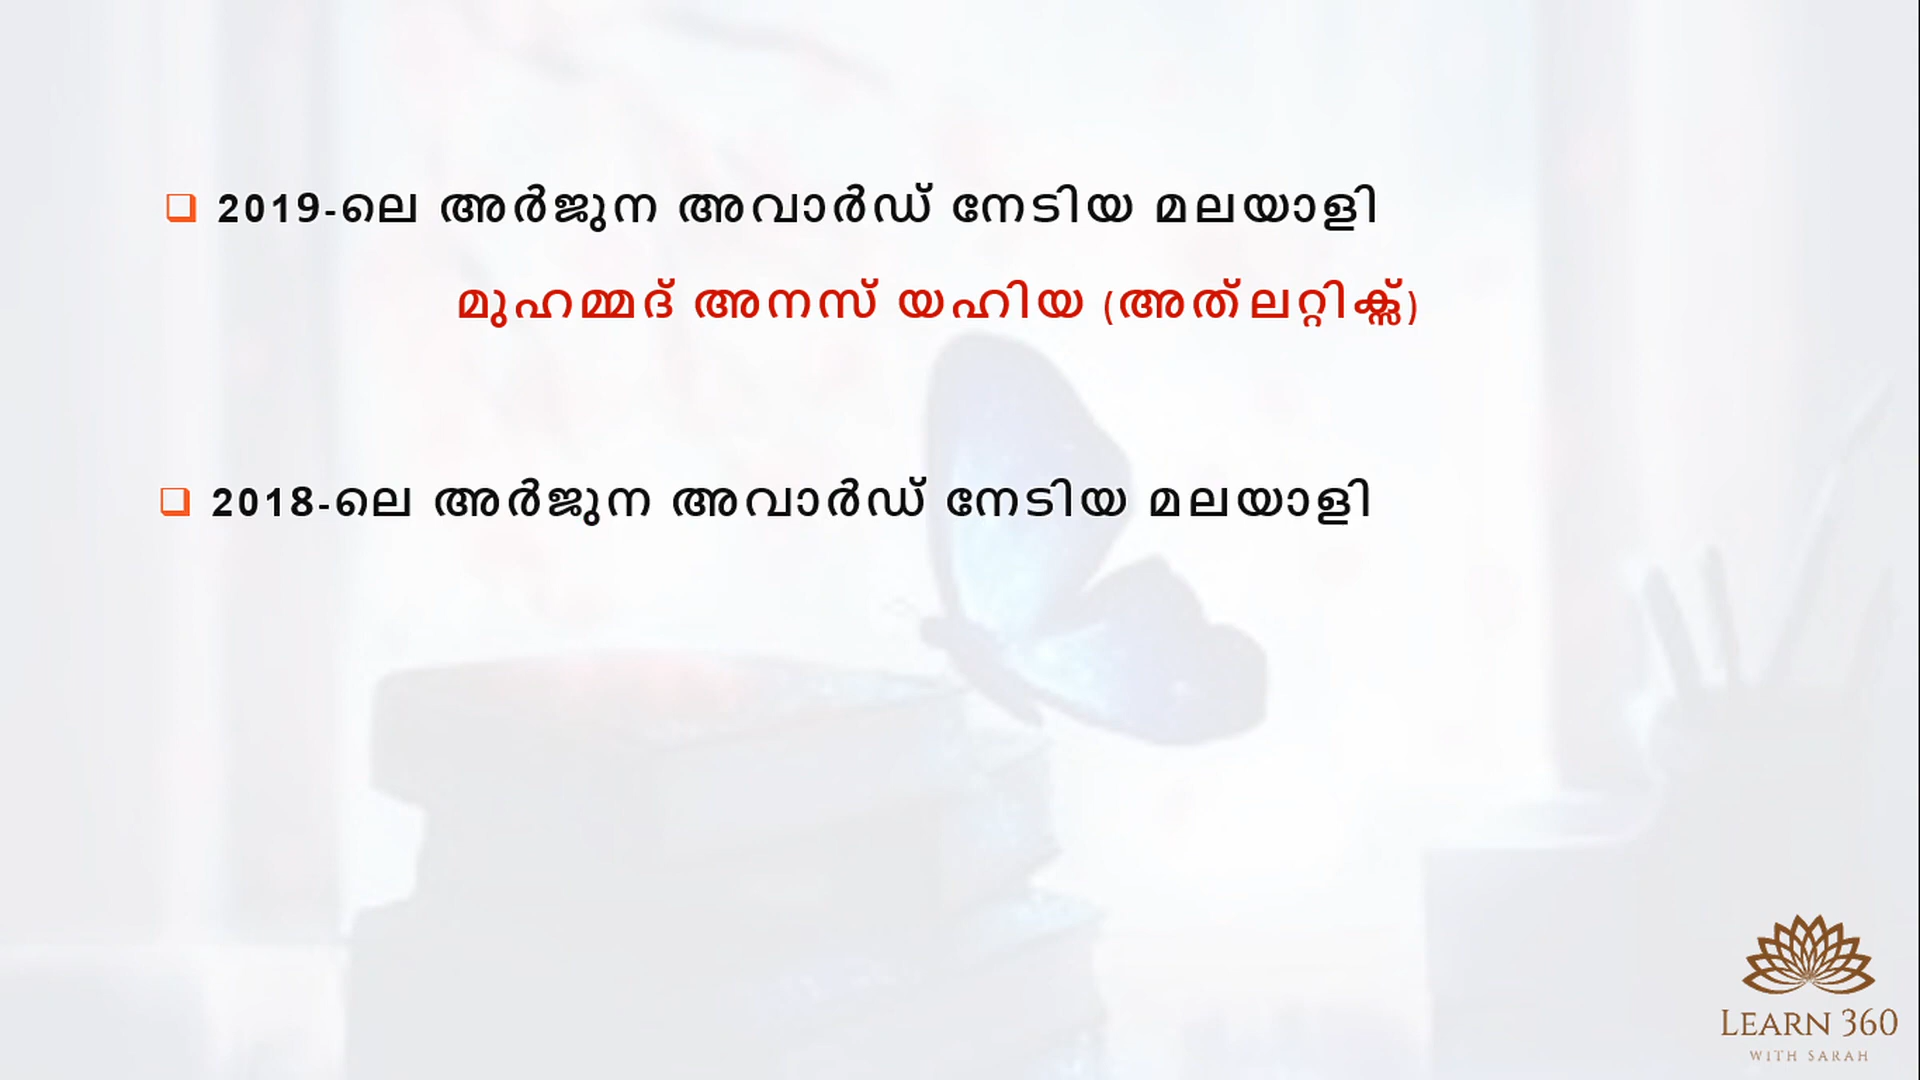 2019-ലെ അർജുന അവാർഡ് നേടിയ മലയാളി
മുഹമ്മദ് അനസ് യഹിയ (അത്‌ലറ്റിക്സ്)
2018-ലെ അർജുന അവാർഡ് നേടിയ മലയാളി
LEARN 360
WITH SARAH